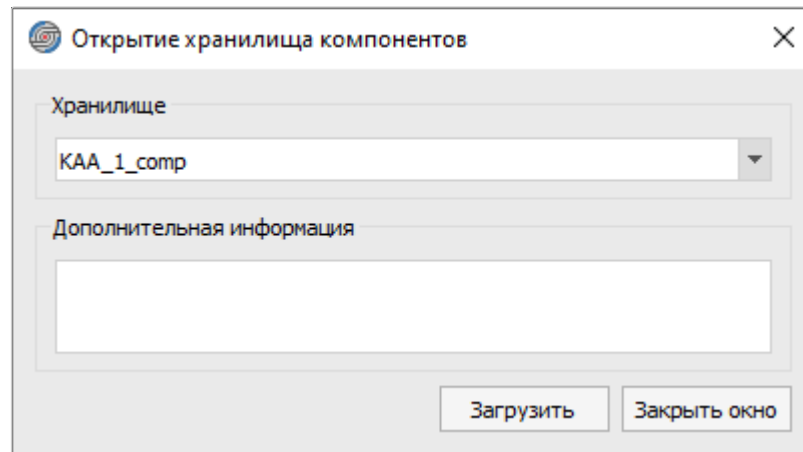 Открытие хранилища компонентов
Хранилище
KAA_1_comp
Дополнительная информация
Загрузить
Закрыть окно